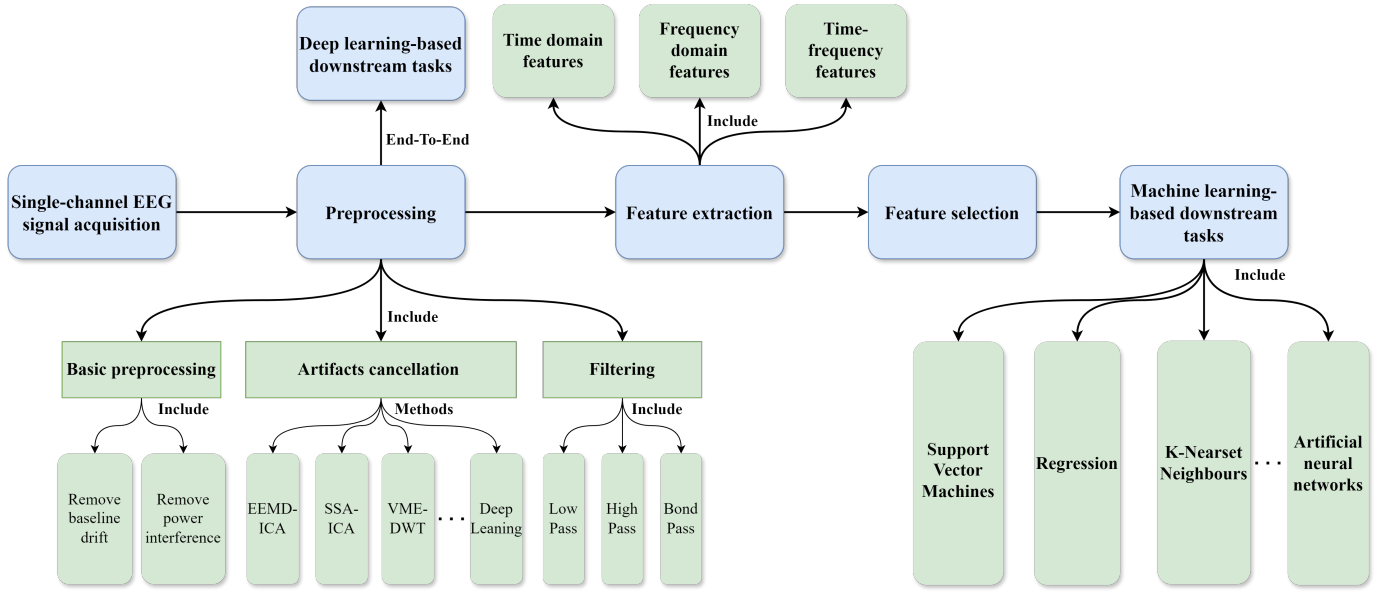 Deep learning-based
downstream tasks
Time domain
features
Frequency
domain
features
Time-
frequency
features
End-To-End
Include
Single-channel EEG
signal acquisition
Preprocessing
Feature extraction
Feature selection
Machine learning-
based downstream
tasks
Include
Include
Basic preprocessing
Artifacts cancellation
Filtering
Include
Methods
Include
Remove
baseline
drift
Remove
power
interference
EEMD-
ICA
SSA-
ICA
VME-
DWT
...
Deep
Leaning
Low
Pass
High
Pass
Bond
Pass
Support
Vector
Machines
Regression
K-Nearset
Neighbours
...
Artificial
neural
networks